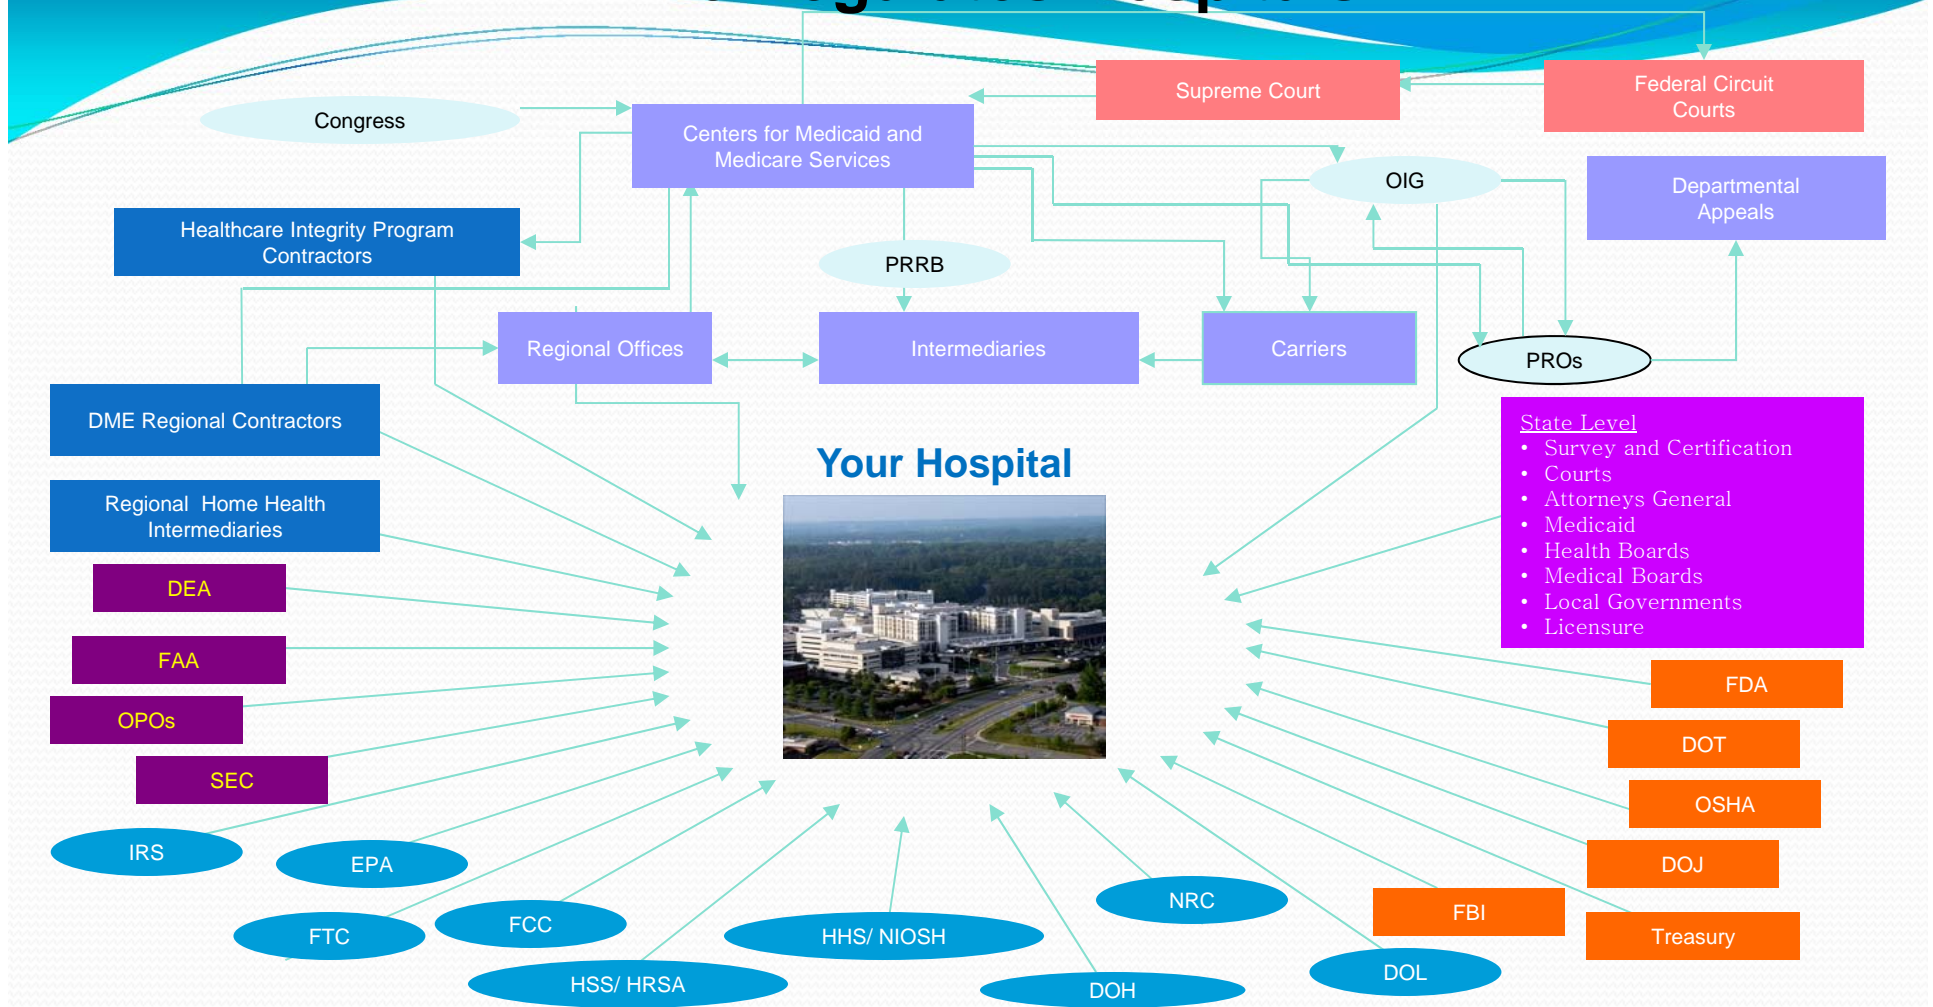 Supreme Court
Federal Circuit
Courts
Congress
Centers for Medicaid and
Medicare Services
OIG
Departmental
Appeals
Healthcare Integrity Program
Contractors
PRRB
Regional Offices
Intermediaries
Carriers
PROs
DME Regional Contractors
State Level
• Survey and Certification
• Courts
• Attorneys General
• Medicaid
• Health Boards
• Medical Boards
• Local Governments
• Licensure
Your Hospital
Regional  Home Health
Intermediaries
DEA
FAA
OPOs
SEC
FDA
DOT
OSHA
DOJ
Treasury
FBI
IRS
EPA
FTC
FCC
HSS/ HRSA
HHS/ NIOSH
DOH
NRC
DOL